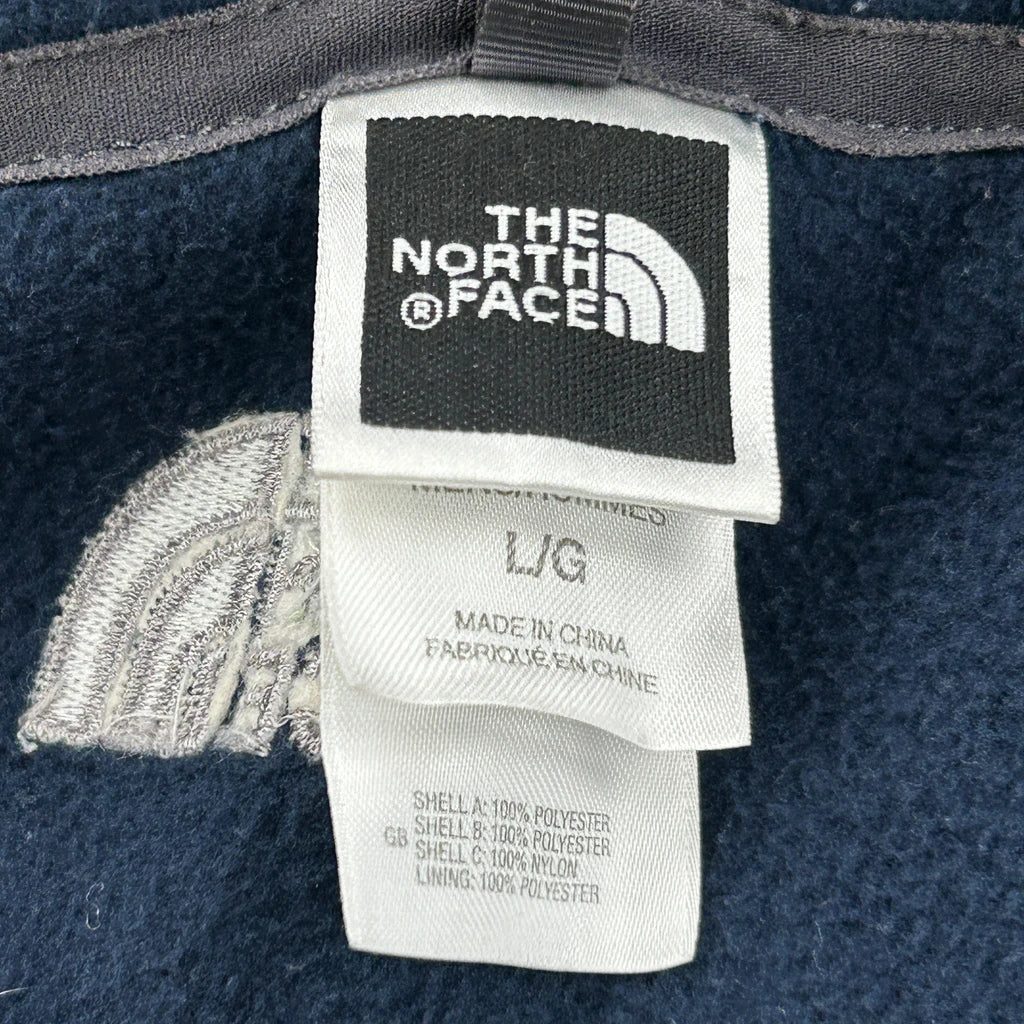 THE
NORTH
® FACE
L/G
MADE IN CHINA
FABRIQUÉ EN CHINE
SHELL A: 100% POLYESTER
GB SHELL B: 100% POLYESTER
SHELL C: 100% NYLON
LINING: 100% POLYESTER